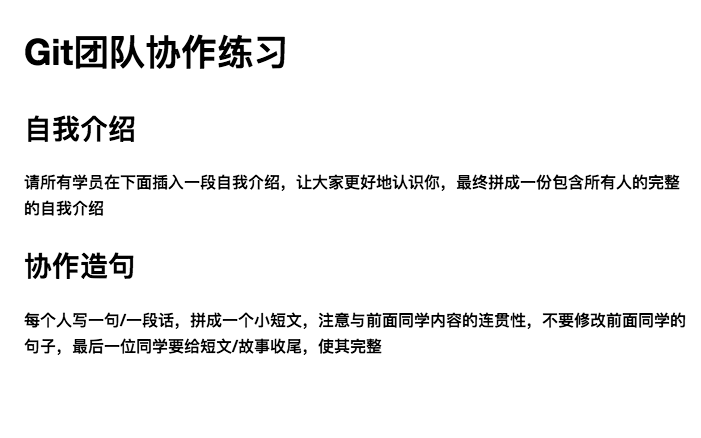 Git团队协作练习
自我介绍
请所有学员在下面插入一段自我介绍，让大家更好地认识你，最终拼成一份包含所有人的完整
的自我介绍
协作造句
每个人写一句/一段话，拼成一个小短文，注意与前面同学内容的连贯性，不要修改前面同学的
句子，最后一位同学要给短文/故事收尾，使其完整